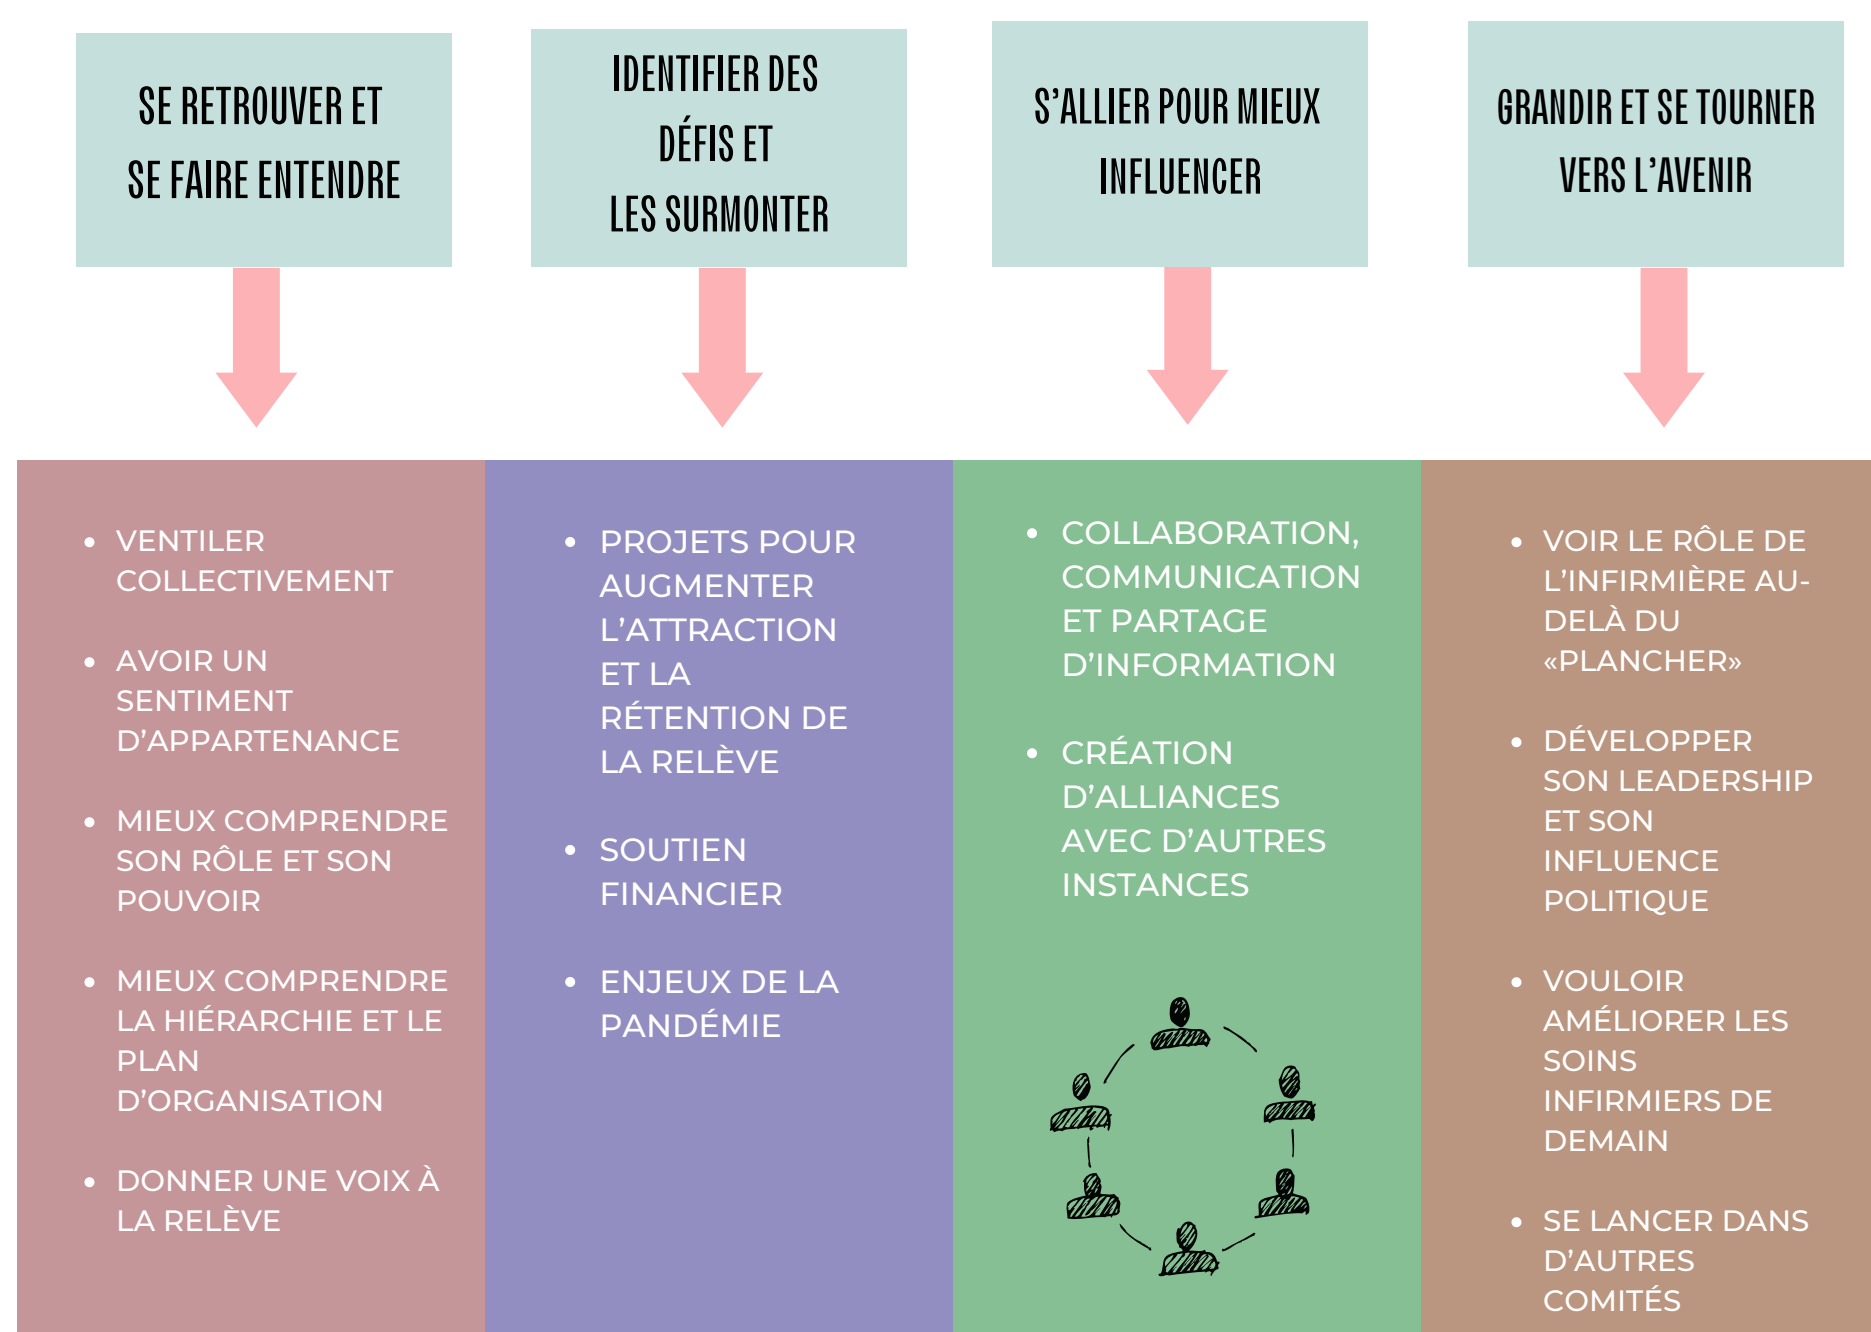 SE RETROUVER ET
SE FAIRE ENTENDRE
IDENTIFIER DES
DÉFIS ET
LES SURMONTER
S’ALLIER POUR MIEUX
INFLUENCER
GRANDIR ET SE TOURNER
VERS L’AVENIR
• VENTILER
COLLECTIVEMENT
• AVOIR UN
SENTIMENT
D’APPARTENANCE
• MIEUX COMPRENDRE
SON RÔLE ET SON
POUVOIR
• MIEUX COMPRENDRE
LA HIÉRARCHIE ET LE
PLAN
D’ORGANISATION
• DONNER UNE VOIX À
LA RELÈVE
• PROJETS POUR
AUGMENTER
L’ATTRACTION
ET LA
RÉTENTION DE
LA RELÈVE
• SOUTIEN
FINANCIER
• ENJEUX DE LA
PANDÉMIE
• COLLABORATION,
COMMUNICATION
ET PARTAGE
D’INFORMATION
• CRÉATION
D’ALLIANCES
AVEC D’AUTRES
INSTANCES
• VOIR LE RÔLE DE
L’INFIRMIÈRE AU-
DELÀ DU
«PLANCHER»
• DÉVELOPPER
SON LEADERSHIP
ET SON
INFLUENCE
POLITIQUE
• VOULOIR
AMÉLIORER LES
SOINS
INFIRMIERS DE
DEMAIN
• SE LANCER DANS
D’AUTRES
COMITÉS